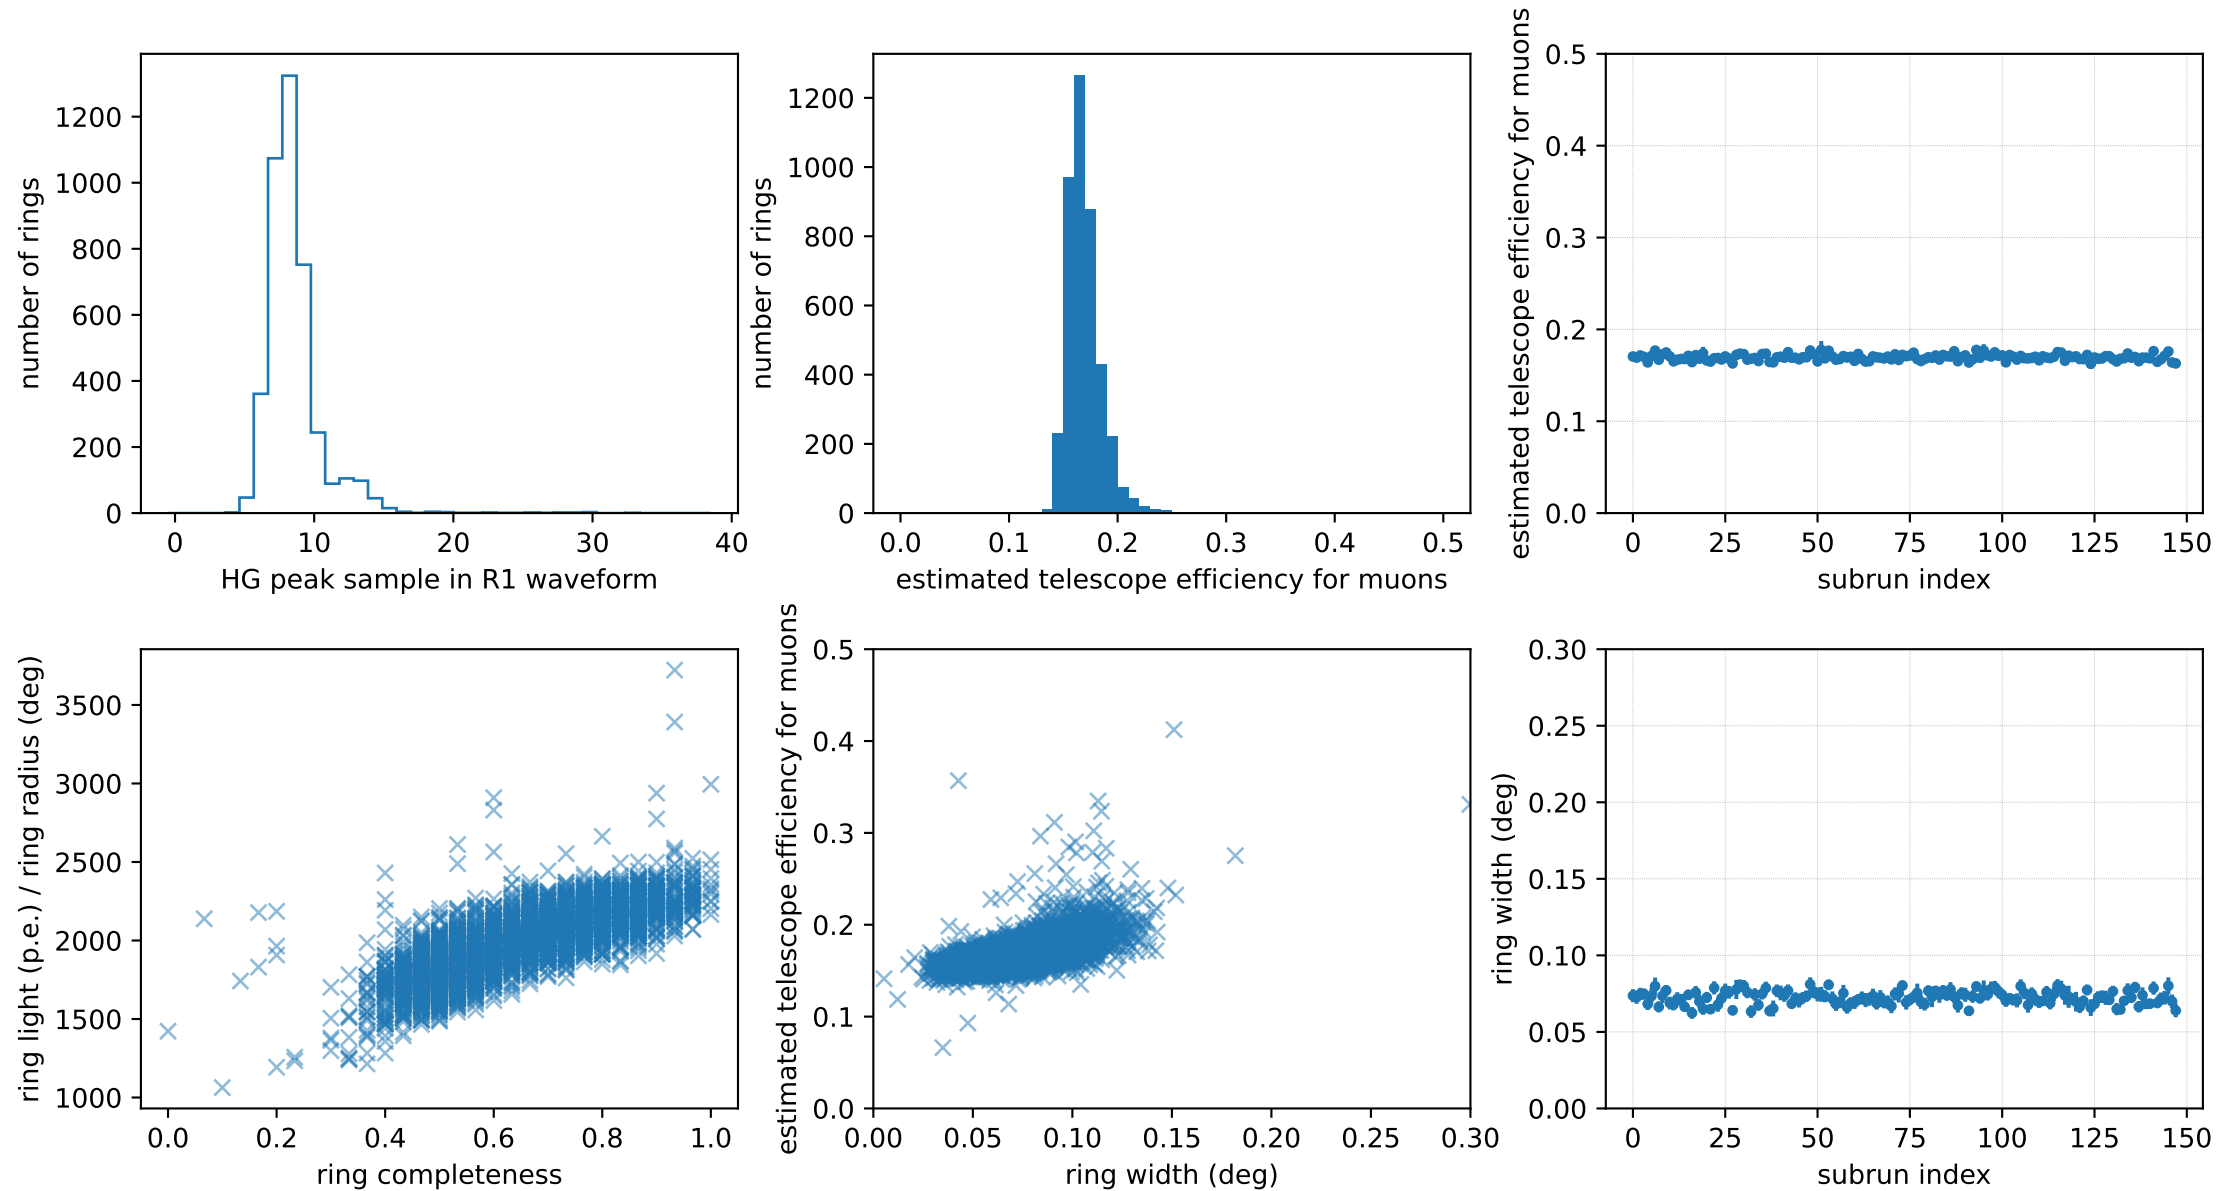 number of rings
1200
1000
800
600
400
200
0
0 10 20 30 40
HG peak sample in R1 waveform
number of rings
1200
1000
800
600
400
200
0
0.0 0.1 0.2 0.3 0.4 0.5
estimated telescope efficiency for muons
estimated telescope efficiency for muons
0.5
0.4
0.3
0.2
0.1
0.0
0 25 50 75 100 125 150
subrun index
ring light (p.e.) / ring radius (deg)
3500
3000
2500
2000
1500
1000
0.0 0.2 0.4 0.6 0.8 1.0
ring completeness
estimated telescope efficiency for muons
0.5
0.4
0.3
0.2
0.1
0.0
0.00 0.05 0.10 0.15 0.20 0.25 0.30
ring width (deg)
ring width (deg)
0.30
0.25
0.20
0.15
0.10
0.05
0.00
0 25 50 75 100 125 150
subrun index